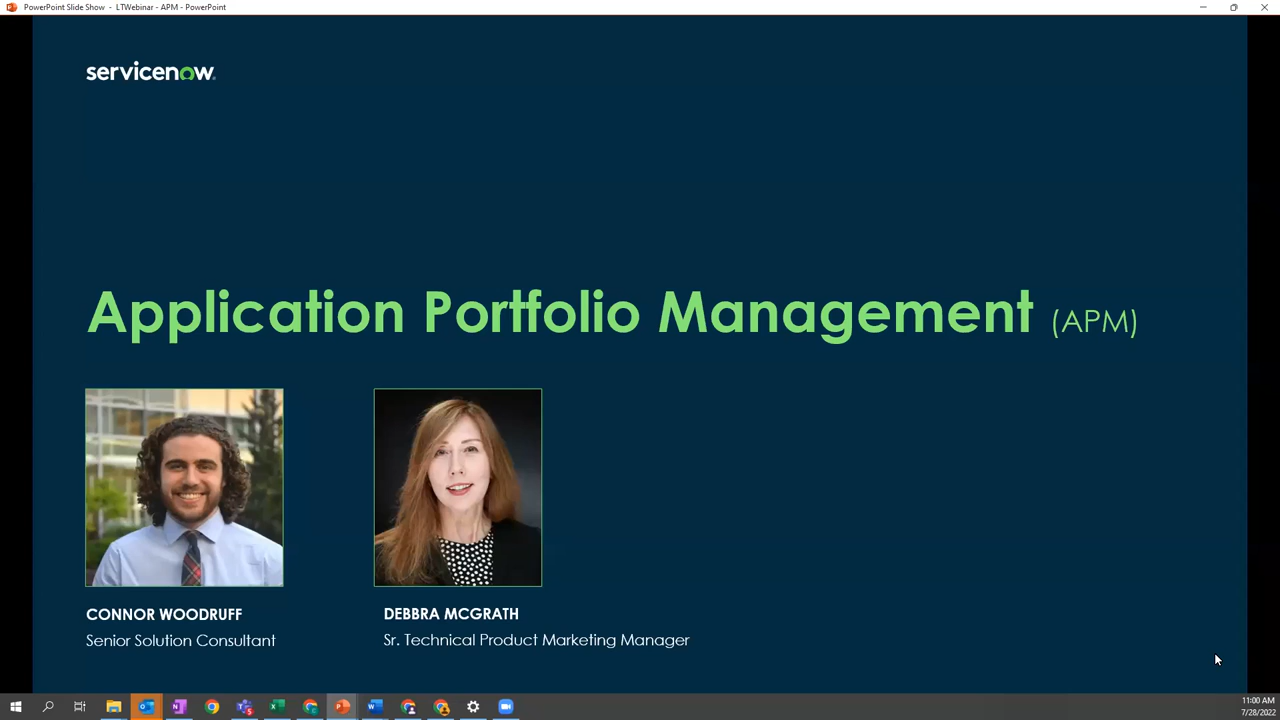 PowerPoint Slide Show - LTWebinar - APM - PowerPoint
servicenow
Application Portfolio Management (APM)
CONNOR WOODRUFF
Senior Solution Consultant
DEBBRA MCGRATH
Sr. Technical Product Marketing Manager
11:00 AM
7/28/2022